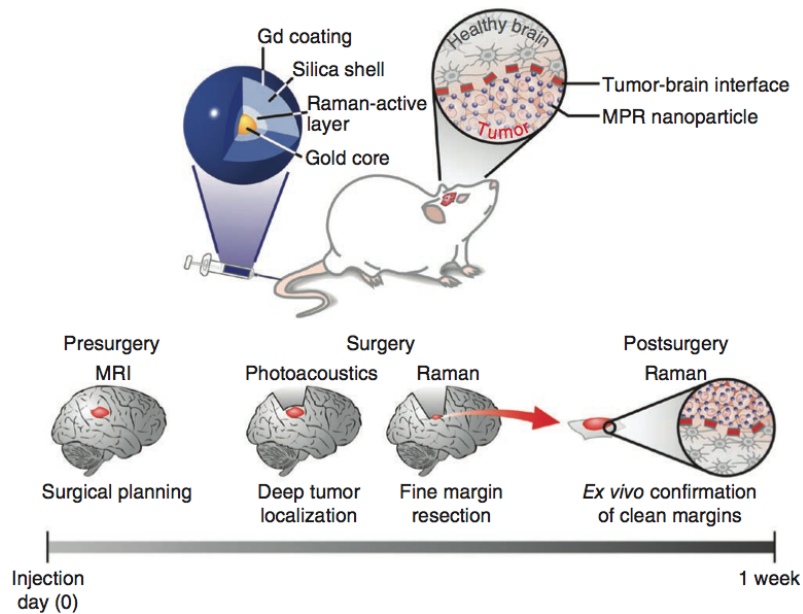 Gd coating
Silica shell
Raman-active
layer
Gold core
Healthy brain
Tumor
Tumor-brain interface
MPR nanoparticle
Presurgery
Surgery
Postsurgery
MRI
Photoacoustics
Raman
Raman
Surgical planning
Deep tumor
localization
Fine margin
resection
Ex vivo confirmation
of clean margins
Injection
day (0)
1 week